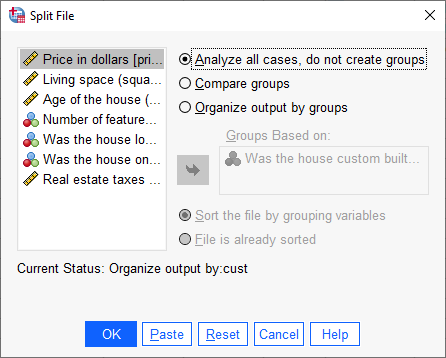 Split File
Price in dollars [pri...
Living space (squa...
Age of the house (...
Number of feature...
Was the house lo...
Was the house on...
Real estate taxes ...
Analyze all cases, do not create groups
Compare groups
Organize output by groups
Groups Based on:
Was the house custom built...
Sort the file by grouping variables
File is already sorted
Current Status: Organize output by:cust
OK Paste Reset Cancel Help